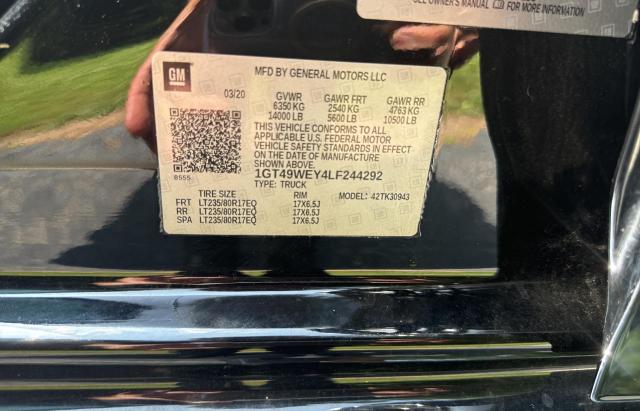 SEE OWNER'S MANUAL FOR MORE INFORMATION
GM
MFD BY GENERAL MOTORS LLC
03/20
GVWR GAWR FRT GAWR RR
6350 KG 2540 KG 4763 KG
14000 LB 5600 LB 10500 LB
THIS VEHICLE CONFORMS TO ALL
APPLICABLE U.S. FEDERAL MOTOR
VEHICLE SAFETY STANDARDS IN EFFECT
ON THE DATE OF MANUFACTURE
SHOWN ABOVE.
8555
1GT49WEY4LF244292
TYPE: TRUCK
TIRE SIZE RIM MODEL: 42TK30943
FRT LT235/80R17EQ 17X6.5J
RR LT235/80R17EQ 17X6.5J
SPA LT235/80R17EQ 17X6.5J